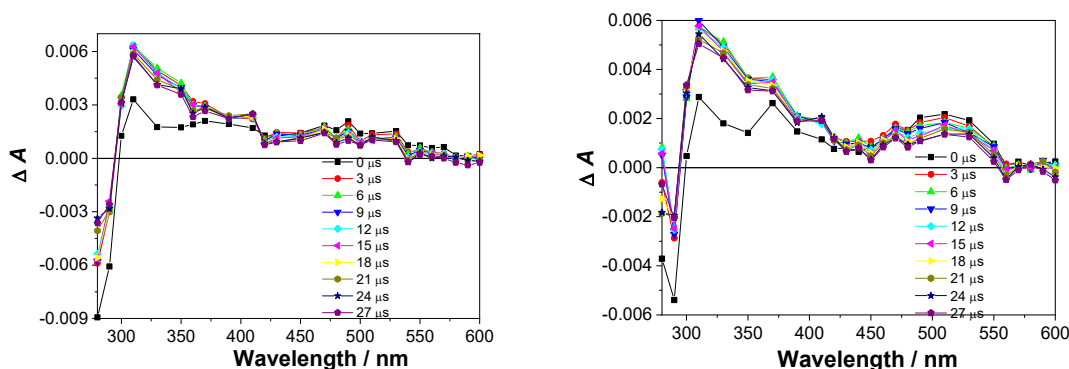 0.006
0.003
0.000
-0.003
-0.006
-0.009
Δ A
300 350 400 450 500 550 600
Wavelength / nm
0 μs
3 μs
6 μs
9 μs
12 μs
15 μs
18 μs
21 μs
24 μs
27 μs
0.006
0.004
0.002
0.000
-0.002
-0.004
-0.006
Δ A
300 350 400 450 500 550 600
Wavelength / nm
0 μs
3 μs
6 μs
9 μs
12 μs
15 μs
18 μs
21 μs
24 μs
27 μs